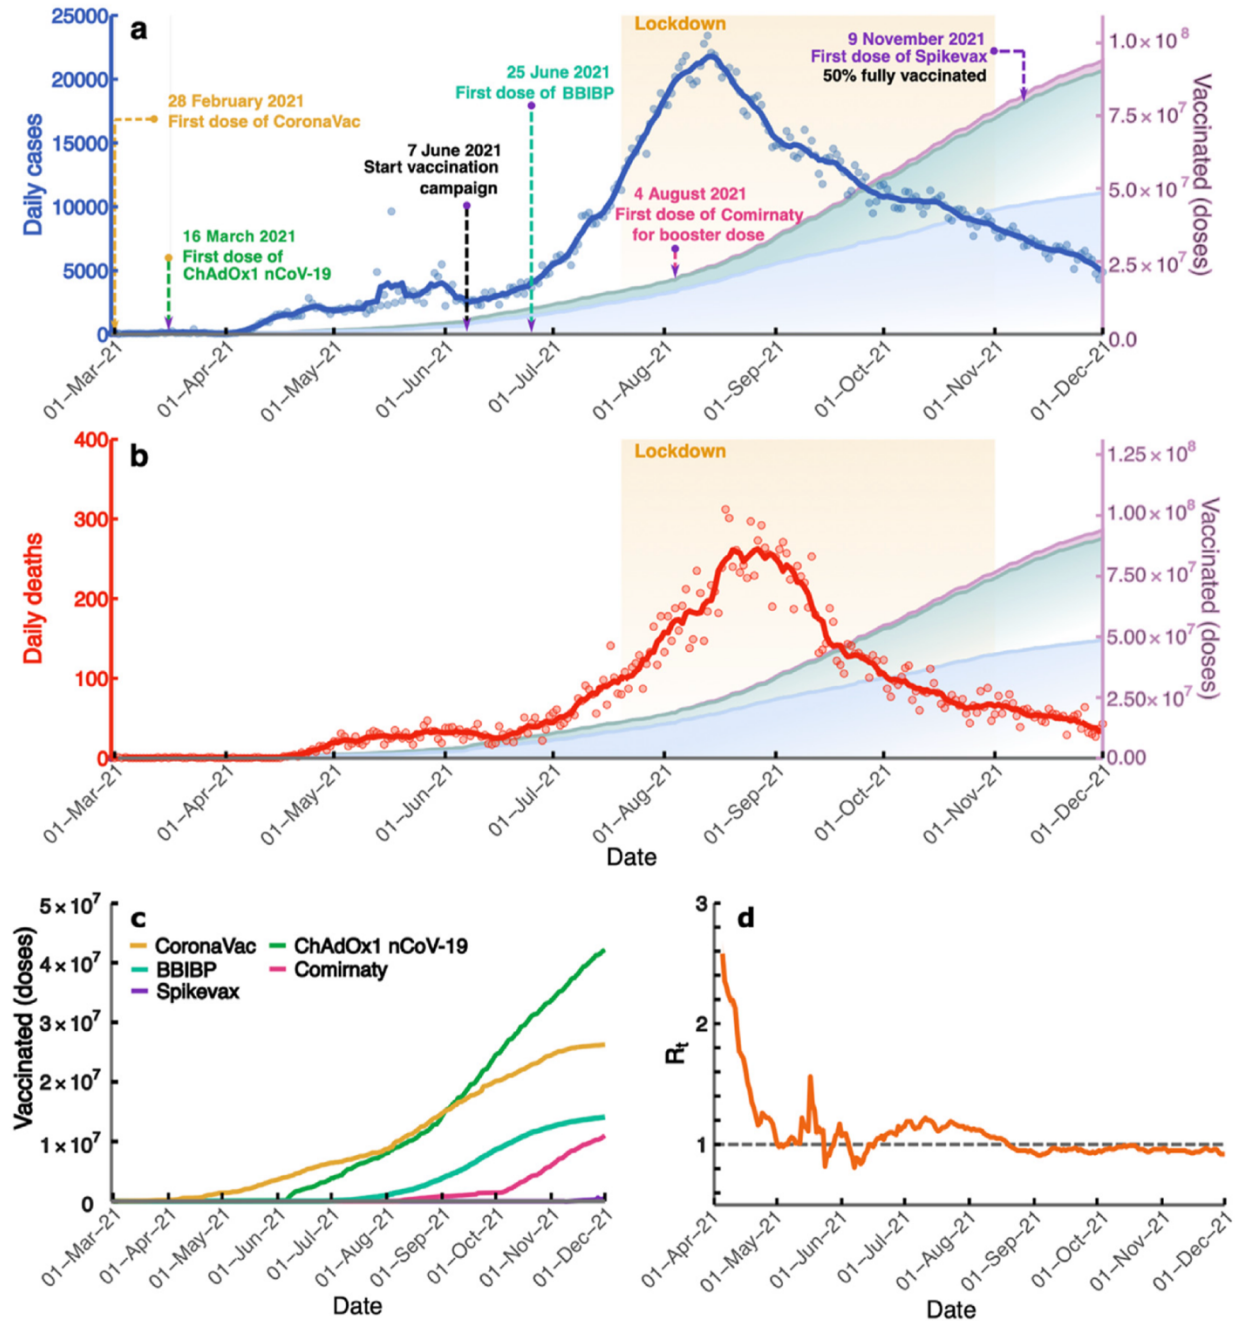 a
Lockdown
25000
20000
15000
10000
5000
0
Daily cases
28 February 2021
First dose of CoronaVac
16 March 2021
First dose of
ChAdOx1 nCoV-19
7 June 2021
Start vaccination
campaign
25 June 2021
First dose of BBIBP
4 August 2021
First dose of Comirnaty
for booster dose
9 November 2021
First dose of Spikevax
50% fully vaccinated
1.0×10⁸
7.5×10⁷
5.0×10⁷
2.5×10⁷
0.0
Vaccinated (doses)
01–Mar–21
01–Apr–21
01–May–21
01–Jun–21
01–Jul–21
01–Aug–21
01–Sep–21
01–Oct–21
01–Nov–21
01–Dec–21
b
Lockdown
400
300
200
100
0
Daily deaths
1.25×10⁸
1.00×10⁸
7.50×10⁷
5.00×10⁷
2.50×10⁷
0.00
Vaccinated (doses)
01–Mar–21
01–Apr–21
01–May–21
01–Jun–21
01–Jul–21
01–Aug–21
01–Sep–21
01–Oct–21
01–Nov–21
01–Dec–21
Date
c
5×10⁷
4×10⁷
3×10⁷
2×10⁷
1×10⁷
0
Vaccinated (doses)
CoronaVac
ChAdOx1 nCoV-19
BBIBP
Comirnaty
Spikevax
01–Mar–21
01–Apr–21
01–May–21
01–Jun–21
01–Jul–21
01–Aug–21
01–Sep–21
01–Oct–21
01–Nov–21
01–Dec–21
Date
d
3
2
1
Rₜ
01–Apr–21
01–May–21
01–Jun–21
01–Jul–21
01–Aug–21
01–Sep–21
01–Oct–21
01–Nov–21
01–Dec–21
Date